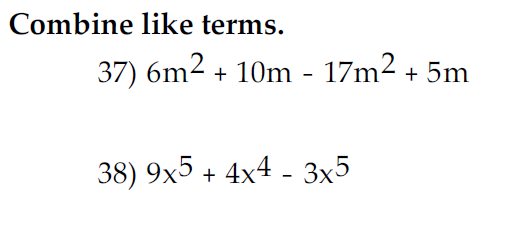 Combine like terms.
37) 6m² + 10m - 17m² + 5m
38) 9x⁵ + 4x⁴ - 3x⁵